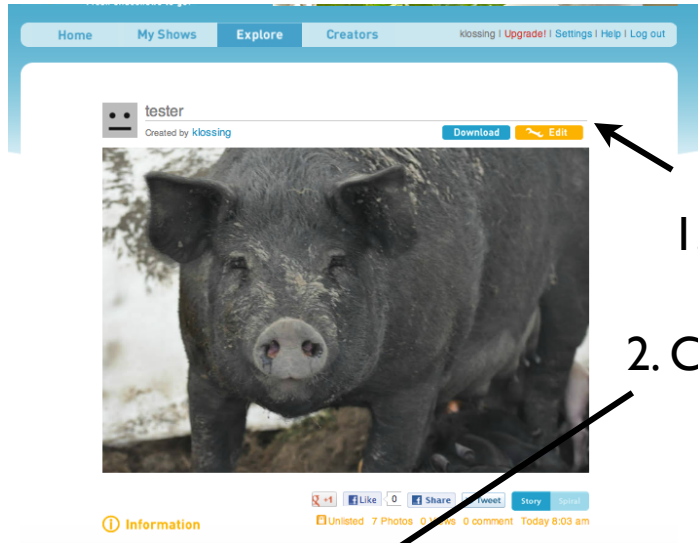 Home My Shows Explore Creators klossing | Upgrade! | Settings | Help | Log out
tester
Created by klossing
Download Edit
1.
2. C
+1 Like 0 Share Tweet Story Spiral
Information
Unlisted 7 Photos 0 Views 0 comment Today 8:03 am